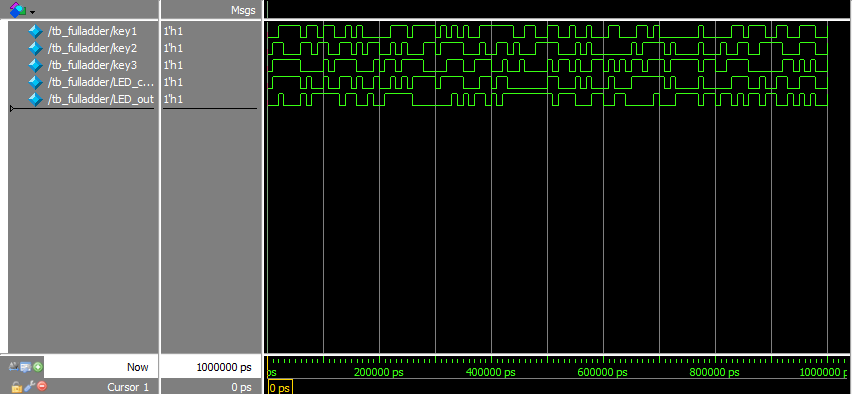 Msgs
/tb_fulladder/key1 1'h1
/tb_fulladder/key2 1'h1
/tb_fulladder/key3 1'h1
/tb_fulladder/LED_c... 1'h1
/tb_fulladder/LED_out 1'h1
Now 1000000 ps ps 200000 ps 400000 ps 600000 ps 800000 ps 1000000 ps
Cursor 1 0 ps 0 ps